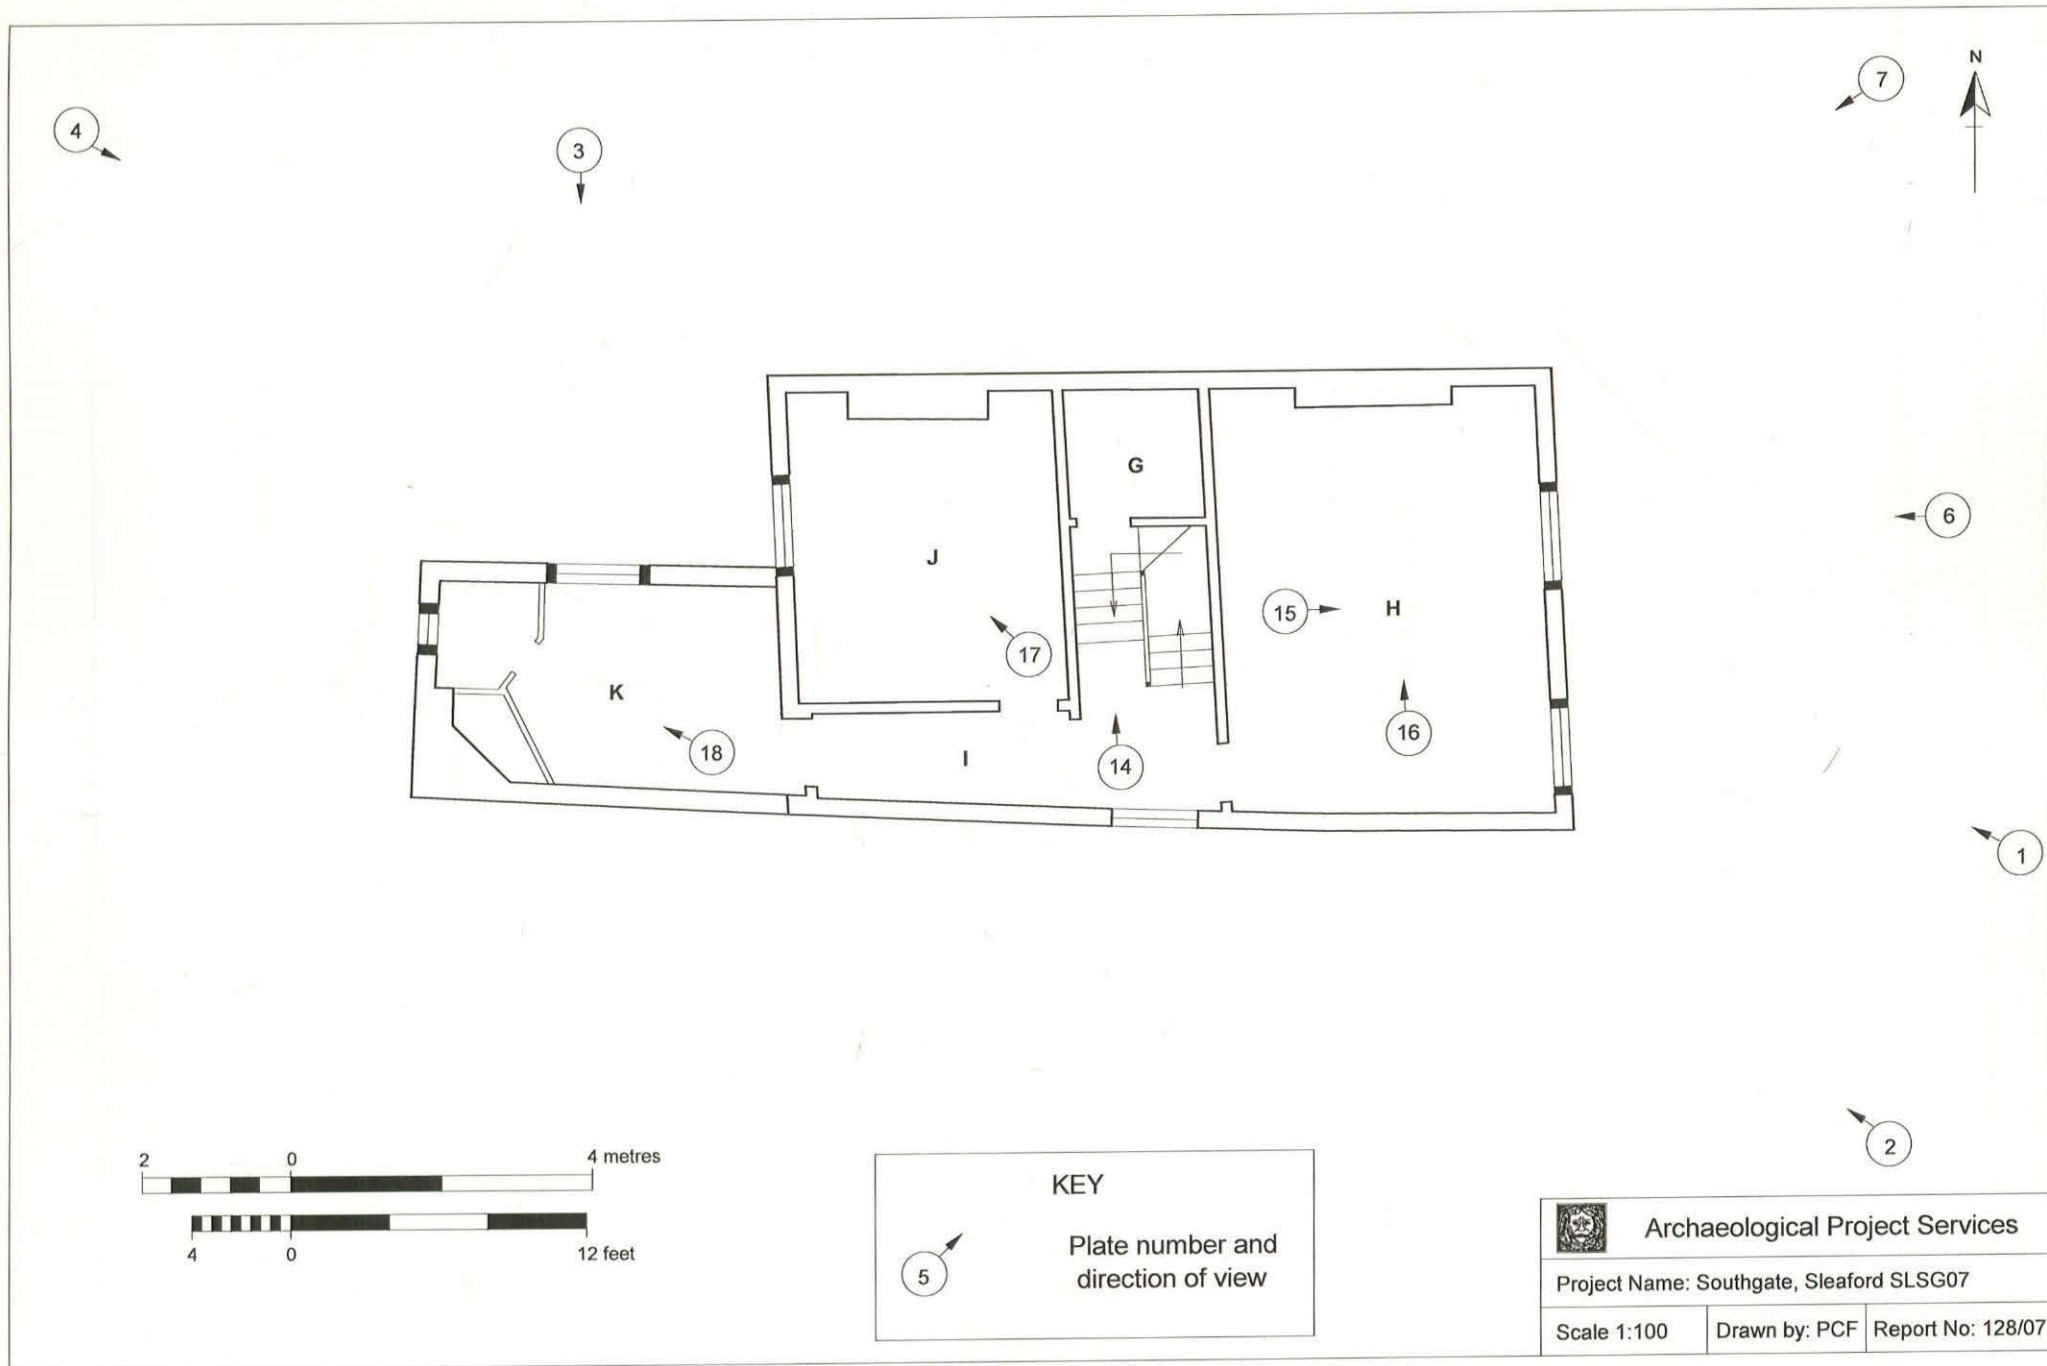 N
7
4
3
G
6
J
15
H
17
K
16
18
I
14
1
2
2 0 4 metres
4 0 12 feet
KEY
5
Plate number and
direction of view
Archaeological Project Services
Project Name: Southgate, Sleaford SLSG07
Scale 1:100
Drawn by: PCF
Report No: 128/07